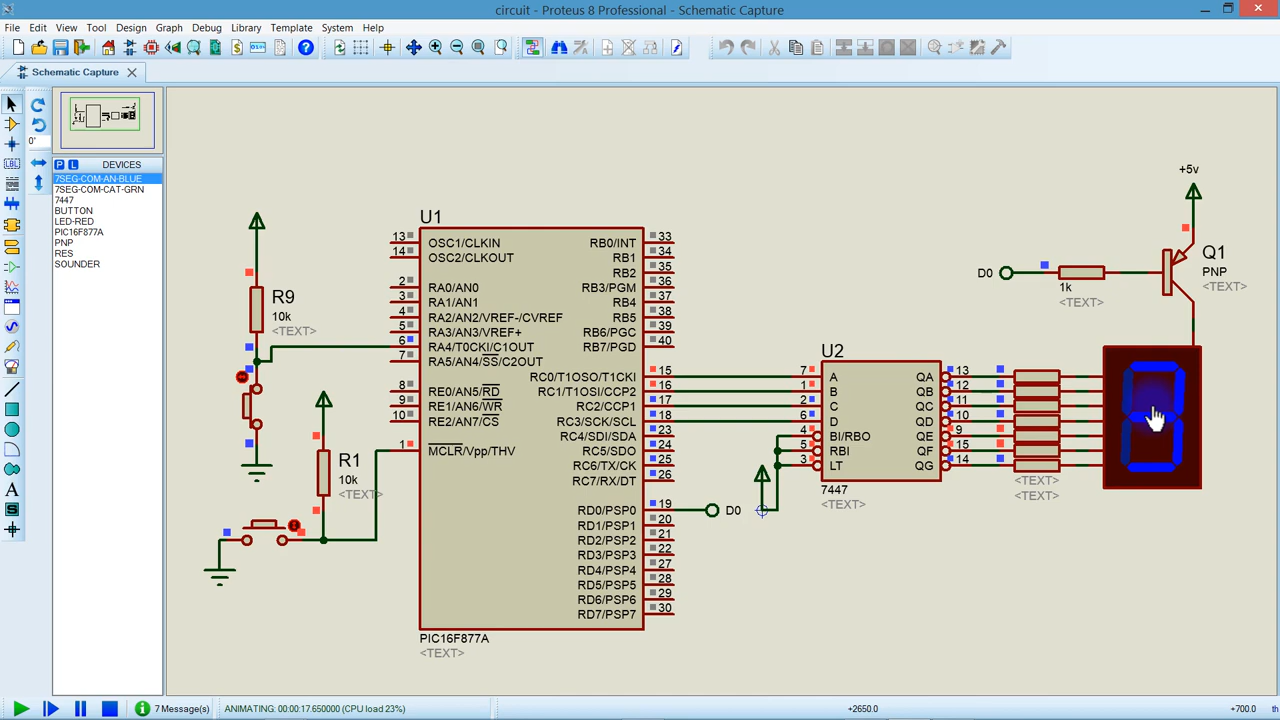 circuit - Proteus 8 Professional - Schematic Capture
File Edit View Tool Design Graph Debug Library Template System Help
Schematic Capture
0°
P L DEVICES
7SEG-COM-AN-BLUE
7SEG-COM-CAT-GRN
7447
BUTTON
LED-RED
PIC16F877A
PNP
RES
SOUNDER
LBL
A
S
+5v
Q1
PNP
<TEXT>
D0
1k
<TEXT>
R9
10k
<TEXT>
R1
10k
<TEXT>
U1
13 OSC1/CLKIN
14 OSC2/CLKOUT
2 RA0/AN0
3 RA1/AN1
4 RA2/AN2/VREF-/CVREF
5 RA3/AN3/VREF+
6 RA4/T0CKI/C1OUT
7 RA5/AN4/SS/C2OUT
8 RE0/AN5/RD
9 RE1/AN6/WR
10 RE2/AN7/CS
1 MCLR/Vpp/THV
RB0/INT 33
RB1 34
RB2 35
RB3/PGM 36
RB4 37
RB5 38
RB6/PGC 39
RB7/PGD 40
RC0/T1OSO/T1CKI 15
RC1/T1OSI/CCP2 16
RC2/CCP1 17
RC3/SCK/SCL 18
RC4/SDI/SDA 23
RC5/SDO 24
RC6/TX/CK 25
RC7/RX/DT 26
RD0/PSP0 19
RD1/PSP1 20
RD2/PSP2 21
RD3/PSP3 22
RD4/PSP4 27
RD5/PSP5 28
RD6/PSP6 29
RD7/PSP7 30
PIC16F877A
<TEXT>
D0
U2
7 A QA 13
1 B QB 12
2 C QC 11
6 D QD 10
4 BI/RBO QE 9
5 RBI QF 15
3 LT QG 14
7447
<TEXT>
<TEXT>
<TEXT>
7 Message(s) ANIMATING: 00:00:17.650000 (CPU load 23%) +2650.0 +700.0 th